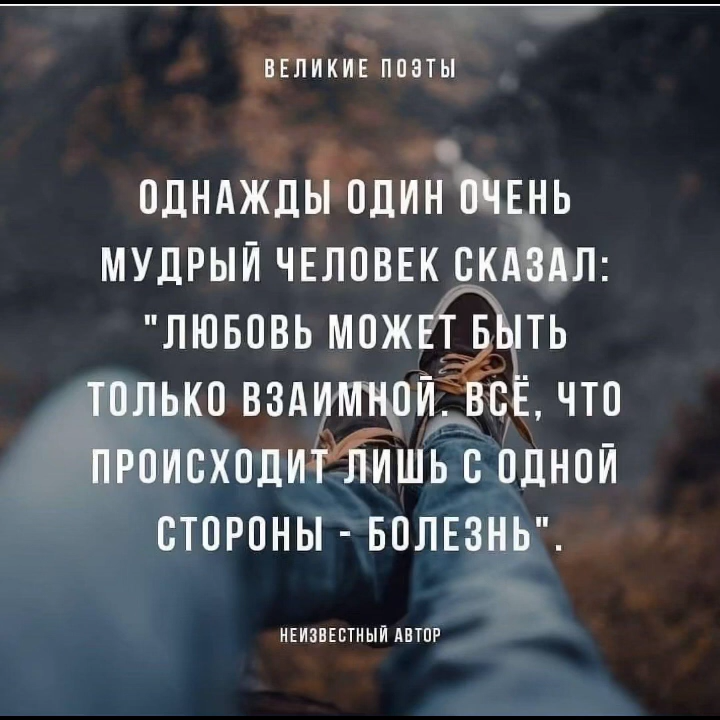 ВЕЛИКИЕ ПОЭТЫ
ОДНАЖДЫ ОДИН ОЧЕНЬ
МУДРЫЙ ЧЕЛОВЕК СКАЗАЛ:
"ЛЮБОВЬ МОЖЕТ БЫТЬ
ТОЛЬКО ВЗАИМНОЙ. ВСЁ, ЧТО
ПРОИСХОДИТ ЛИШЬ С ОДНОЙ
СТОРОНЫ - БОЛЕЗНЬ".
НЕИЗВЕСТНЫЙ АВТОР